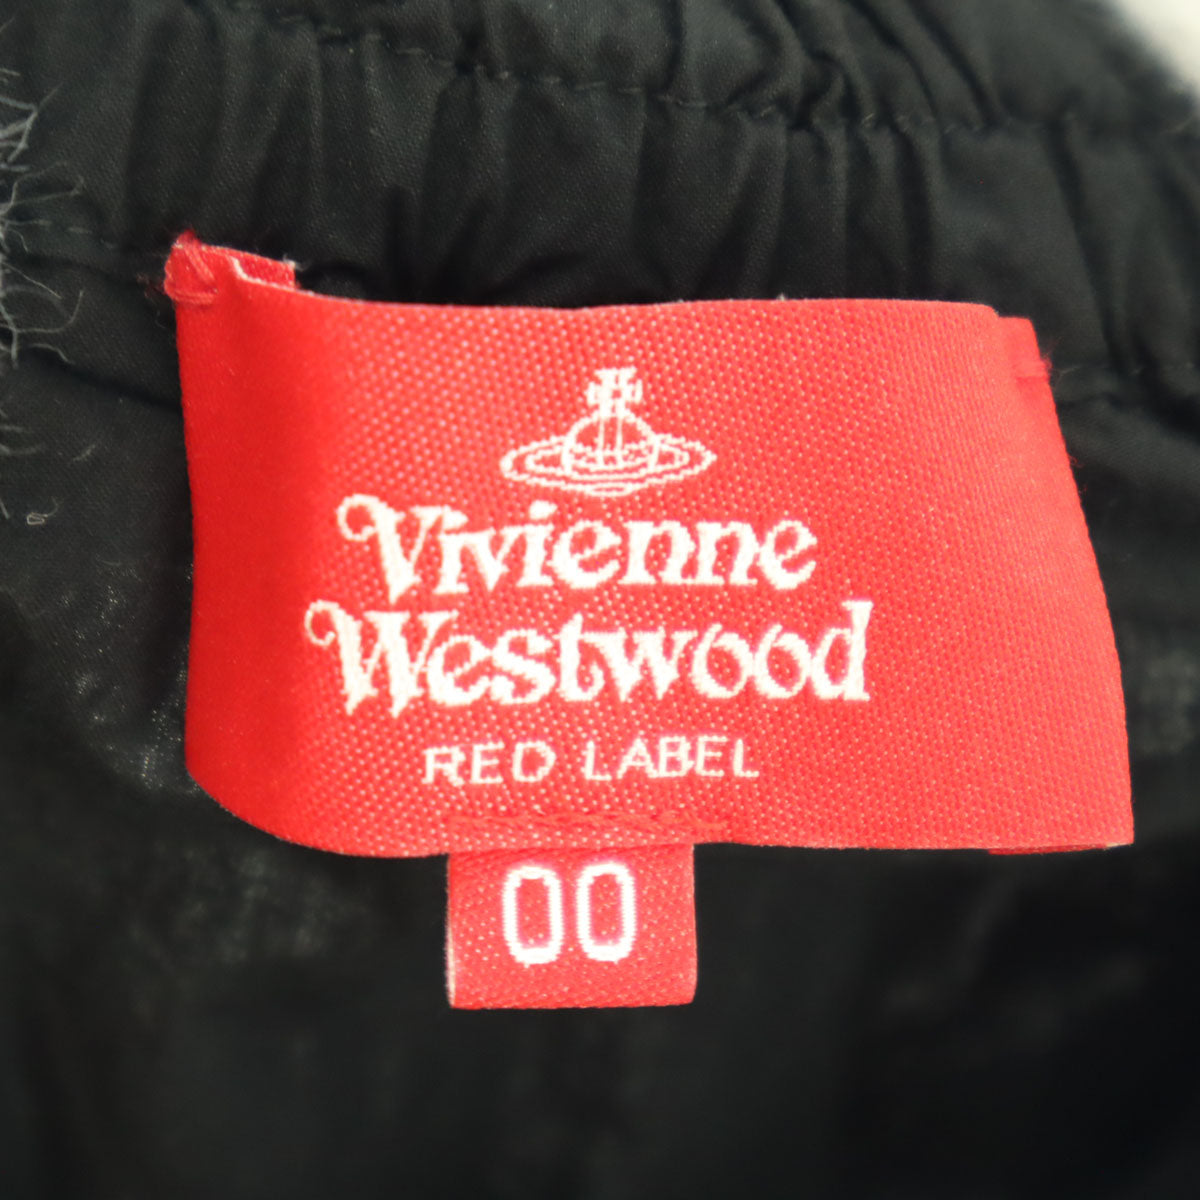 Vivienne
Westwood
RED LABEL
00